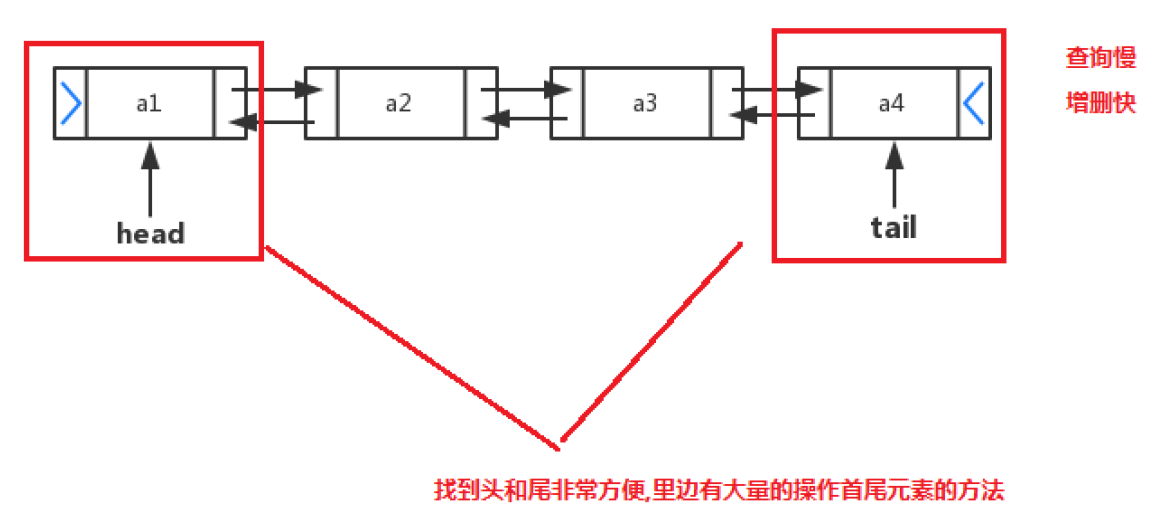 查询慢
a1 a2 a3 a4
增删快
head tail
找到头和尾非常方便,里边有大量的操作首尾元素的方法